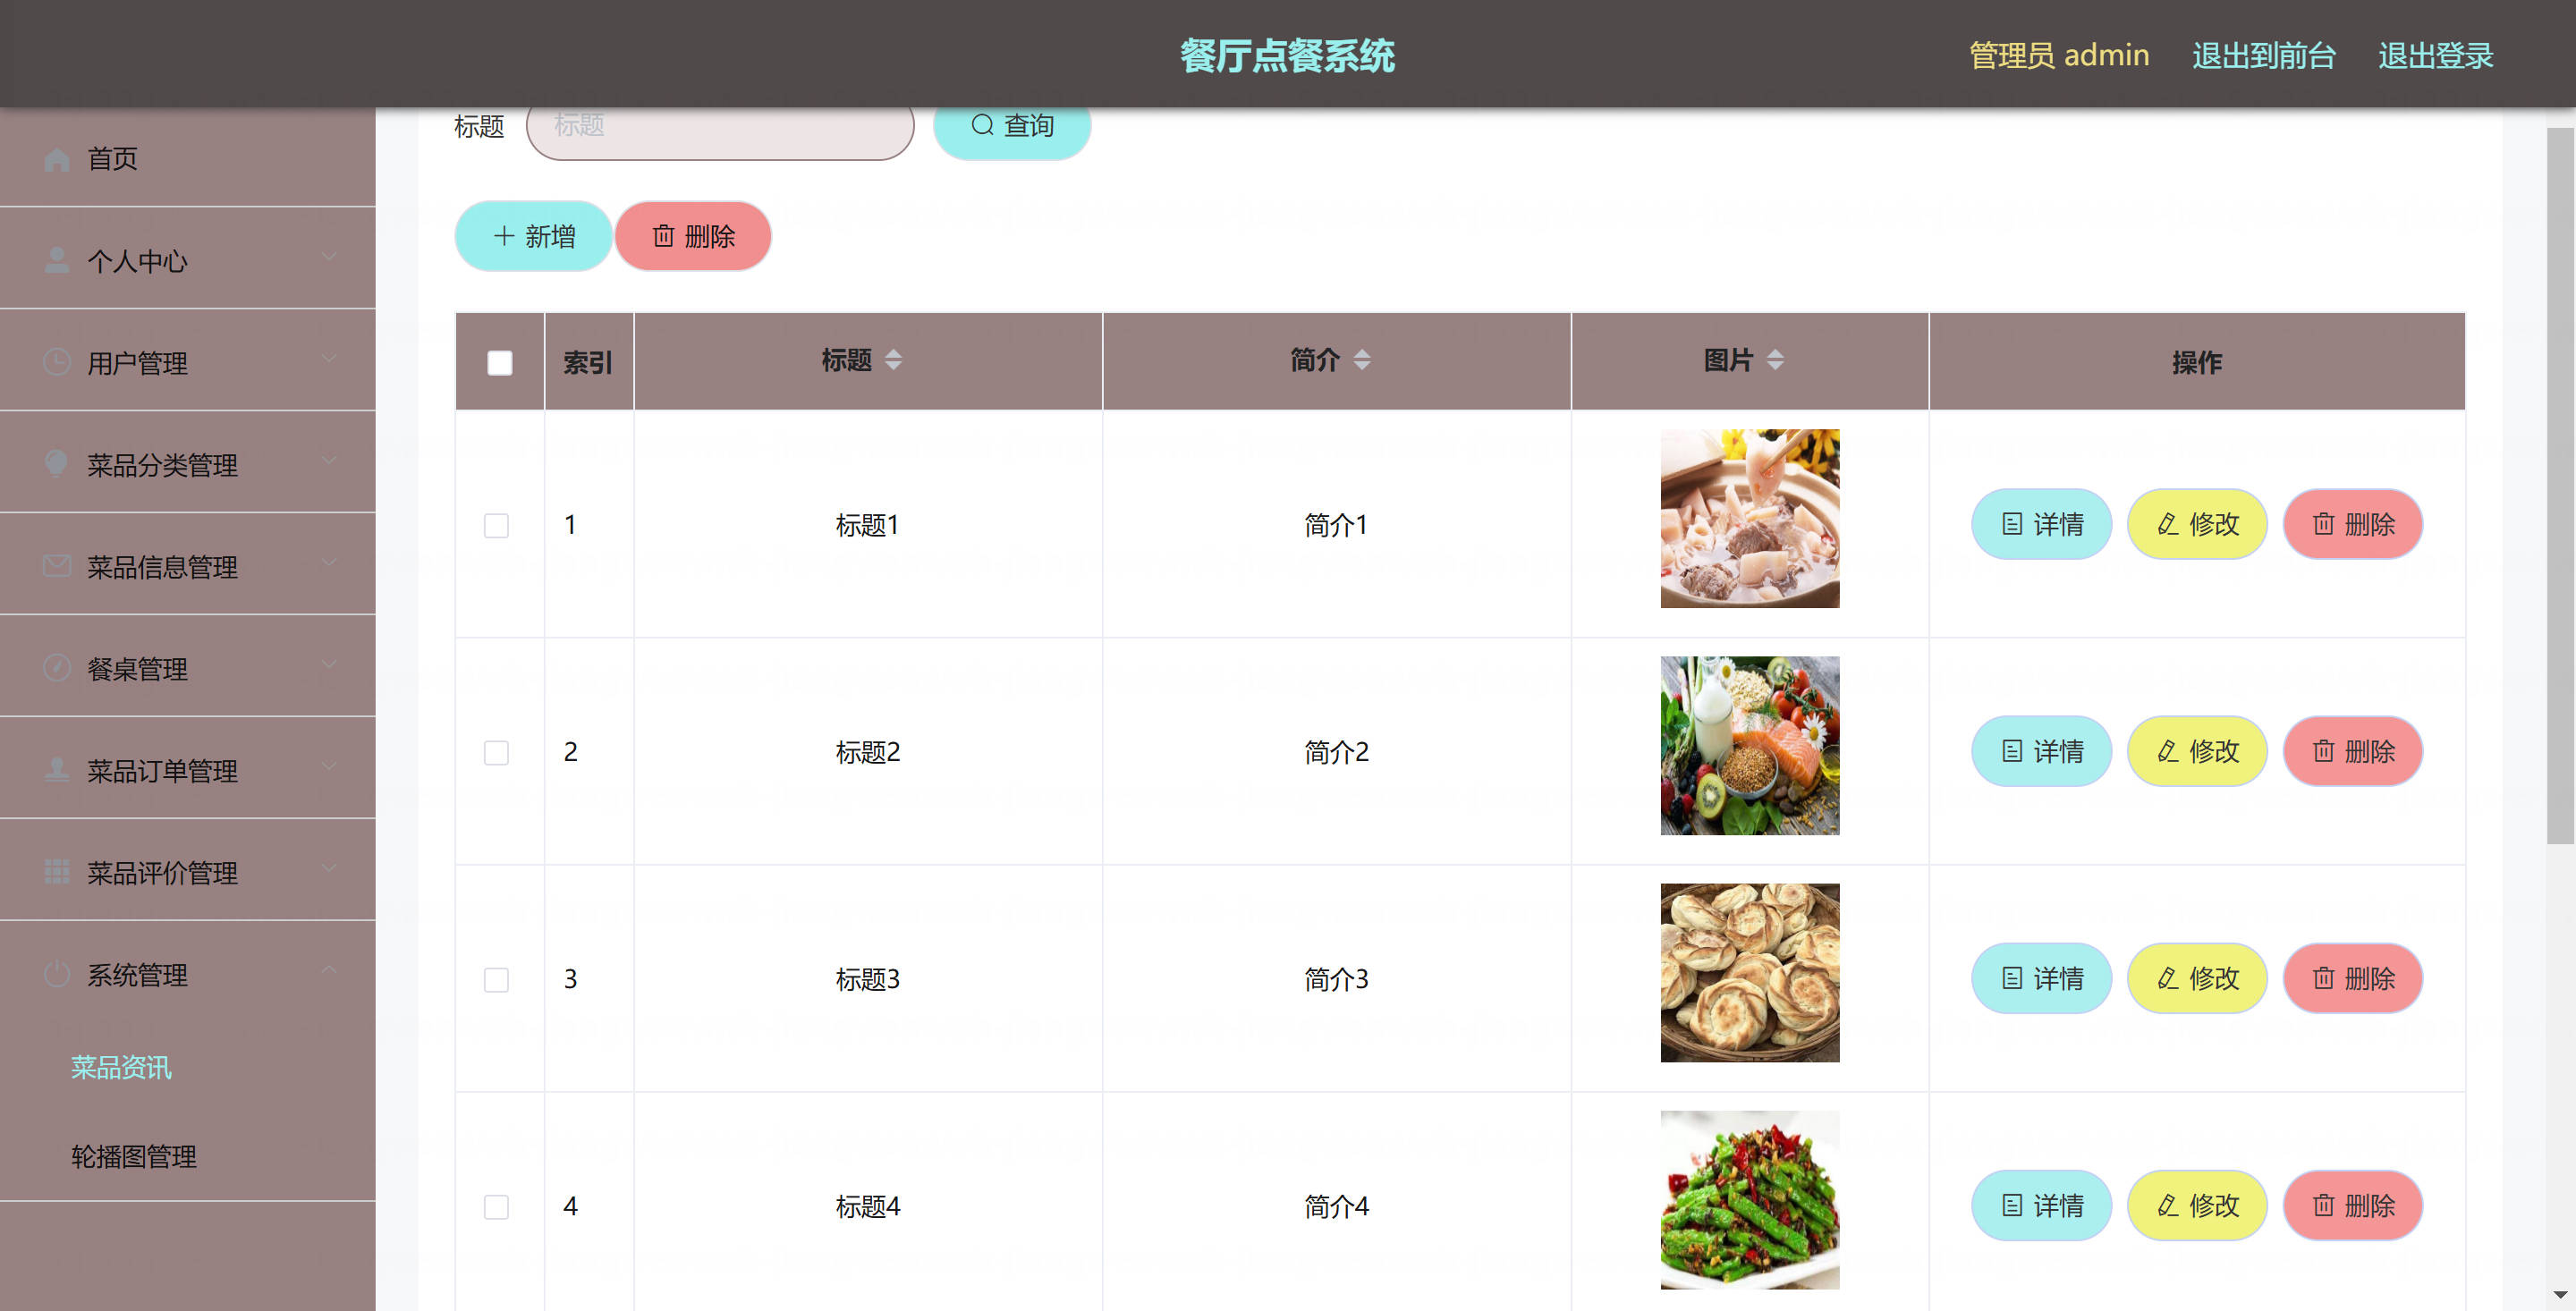 餐厅点餐系统
管理员 admin 退出到前台 退出登录
标题 标题 查询
新增 删除
首页
个人中心
用户管理
菜品分类管理
菜品信息管理
餐桌管理
菜品订单管理
菜品评价管理
系统管理
菜品资讯
轮播图管理
索引 标题 简介 图片 操作
1 标题1 简介1 详情 修改 删除
2 标题2 简介2 详情 修改 删除
3 标题3 简介3 详情 修改 删除
4 标题4 简介4 详情 修改 删除